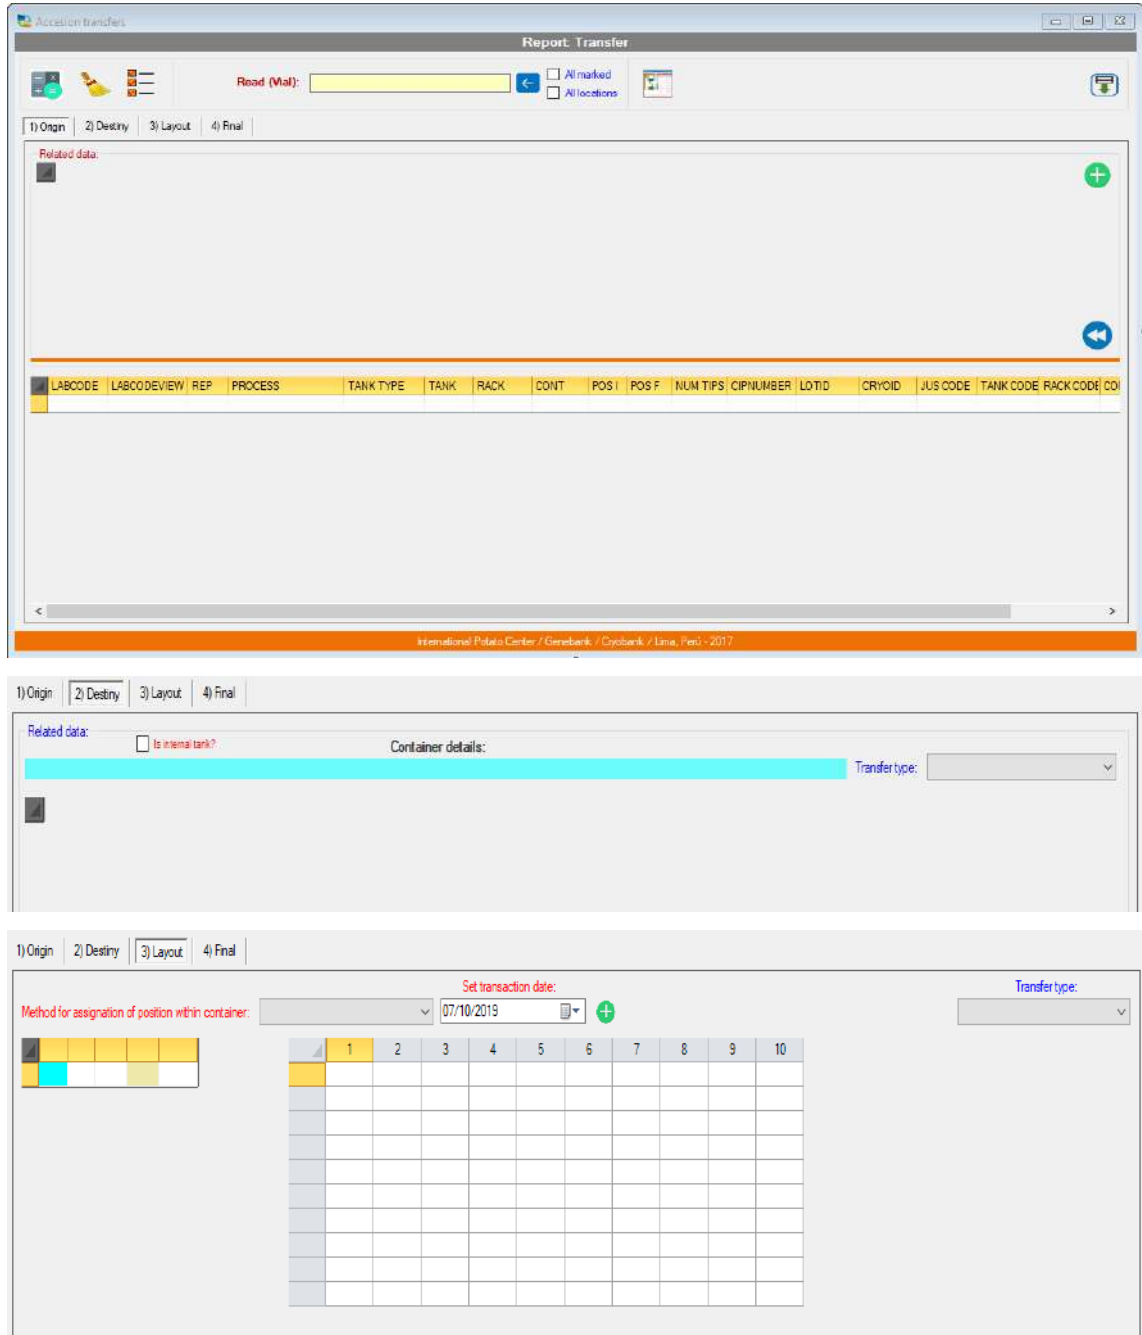 Accesion transfers
Report: Transfer
Read (Vial):
All marked
All locations
1) Origin 2) Destiny 3) Layout 4) Final
Related data:
LABCODE LABCODEVIEW REP PROCESS TANK TYPE TANK RACK CONT POS I POS F NUM TIPS CIPNUMBER LOTID CRYOID JUS CODE TANK CODE RACK CODE CO
International Potato Center / Genebank / Cryobank / Lima, Perú - 2017
1) Origin 2) Destiny 3) Layout 4) Final
Related data:
Is internal tank? Container details:
Transfer type:
1) Origin 2) Destiny 3) Layout 4) Final
Set transaction date: Transfer type:
Method for assignation of position within container: 07/10/2019
1 2 3 4 5 6 7 8 9 10